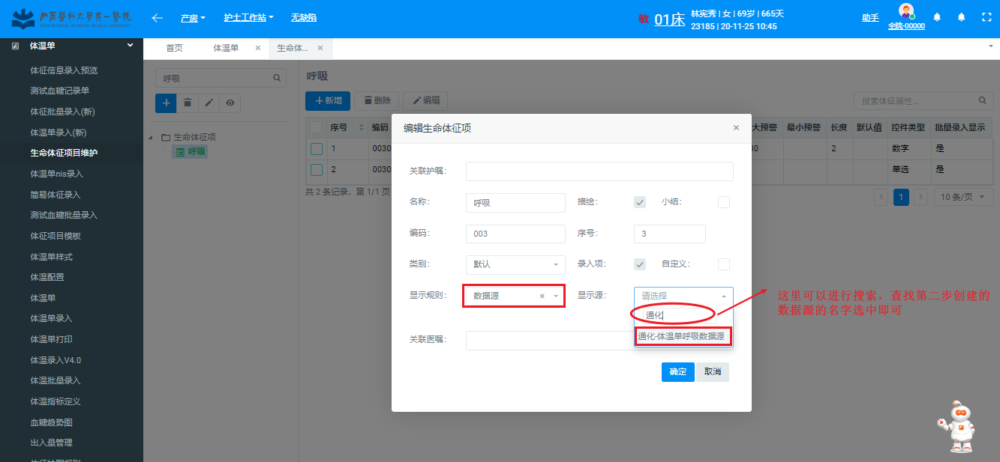 山西醫科大學第一醫院
FIRST HOSPITAL OF SHANXI MEDICAL UNIVERSITY
产房
护士工作站
无缺陷
敏
01床
林宪秀 | 女 | 69岁 | 665天
23185 | 20-11-25 10:45
助手
全院-00000
体温单
体征信息录入预览
测试血糖记录单
体征批量录入(新)
体温单录入(新)
生命体征项目维护
体温单nis录入
简易体征录入
测试血糖批量录入
体征项目模板
体温单样式
体温配置
体温单
体温单录入
体温单打印
体温录入V4.0
体温批量录入
体温指标定义
血糖趋势图
出入量管理
首页
体温单 ×
生命体... ×
呼吸
生命体征项
呼吸
呼吸
新增
删除
编辑
搜索体征属性...
序号 编码 大预警 最小预警 长度 默认值 控件类型 批量录入显示
1 0030 00 2 数字 是
2 0030 单选 是
共 2 条记录，第 1/1 页
1
10 条/页
编辑生命体征项 ×
关联护嘱：
名称： 呼吸 描绘： 小结：
编码： 003 序号： 3
类别： 默认 录入项： 自定义：
显示规则： 数据源 × 显示源： 请选择
通化
通化-体温单呼吸数据源
关联医嘱：
确定 取消
这里可以进行搜索，查找第二步创建的
数据源的名字选中即可